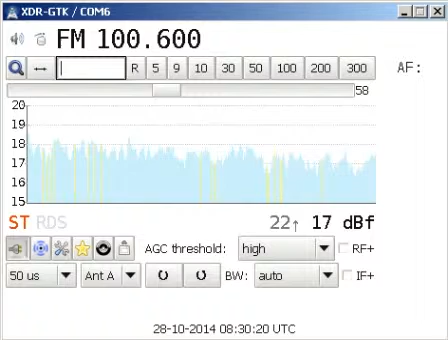 XDR-GTK / COM6
FM 100.600
R 5 9 10 30 50 100 200 300 AF:
58
20
19
18
17
16
15
ST RDS 22↑ 17 dBf
AGC threshold: high RF+
50 us Ant A BW: auto IF+
28-10-2014 08:30:20 UTC